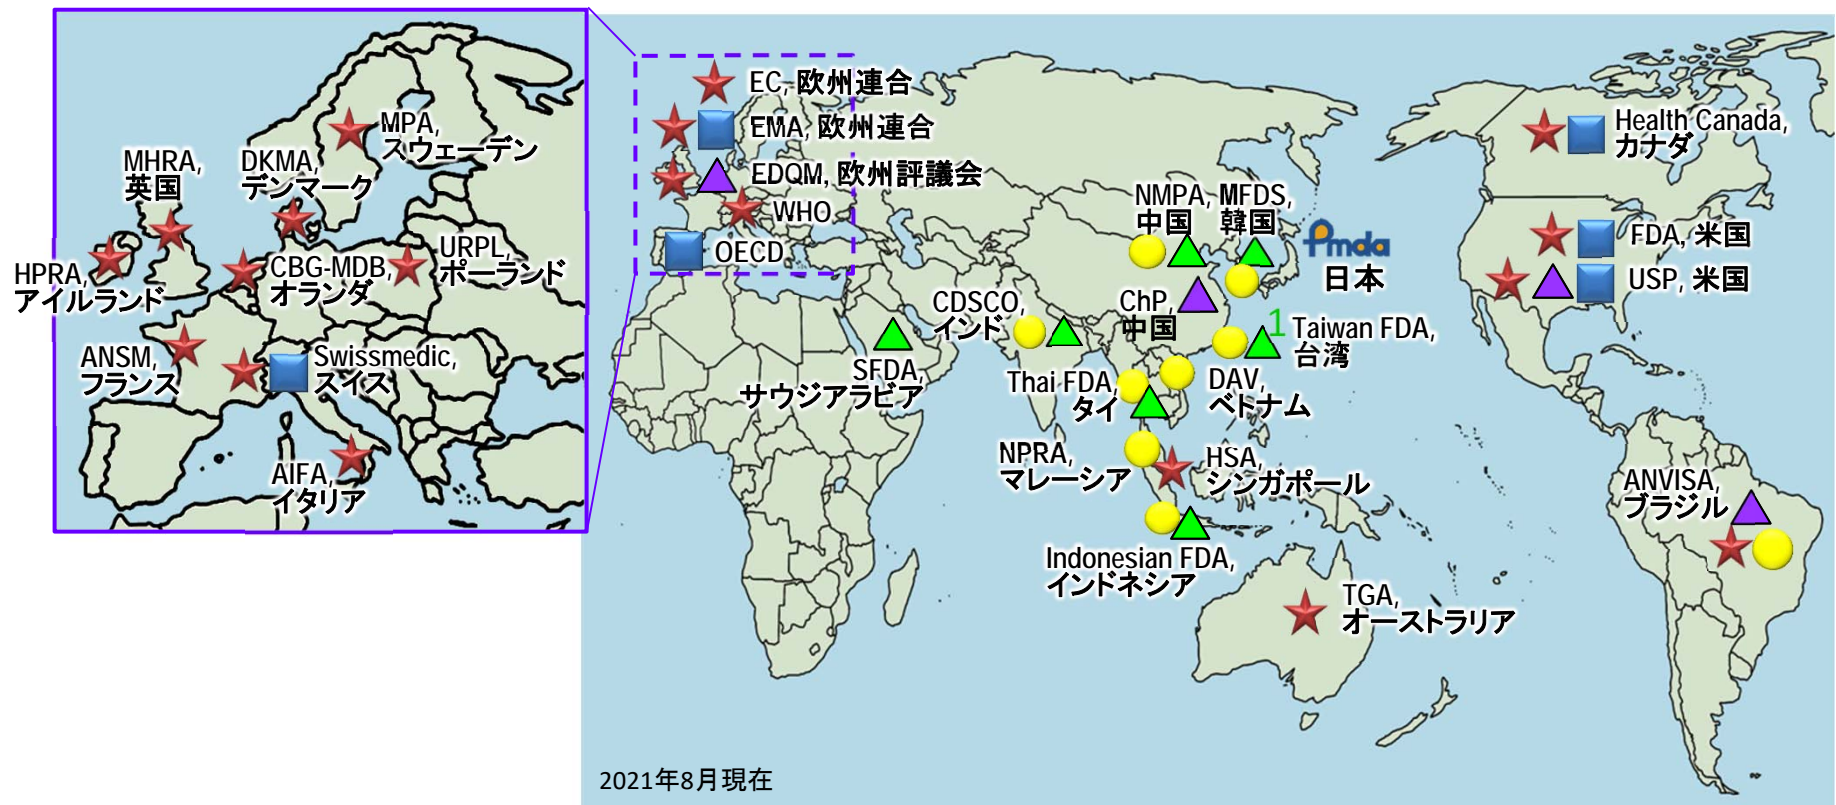 MPA,
スウェーデン
MHRA,
英国
DKMA,
デンマーク
HPRA,
アイルランド
CBG-MDB,
オランダ
URPL,
ポーランド
ANSM,
フランス
Swissmedic,
スイス
AIFA,
イタリア
EC, 欧州連合
EMA, 欧州連合
EDQM, 欧州評議会
WHO
OECD
NMPA,
中国
MFDS,
韓国
Pmda
日本
CDSCO,
インド
ChP,
中国
1
Taiwan FDA,
台湾
SFDA,
サウジアラビア
Thai FDA,
タイ
DAV,
ベトナム
NPRA,
マレーシア
HSA,
シンガポール
Indonesian FDA,
インドネシア
TGA,
オーストラリア
Health Canada,
カナダ
FDA, 米国
USP, 米国
ANVISA,
ブラジル
2021年8月現在